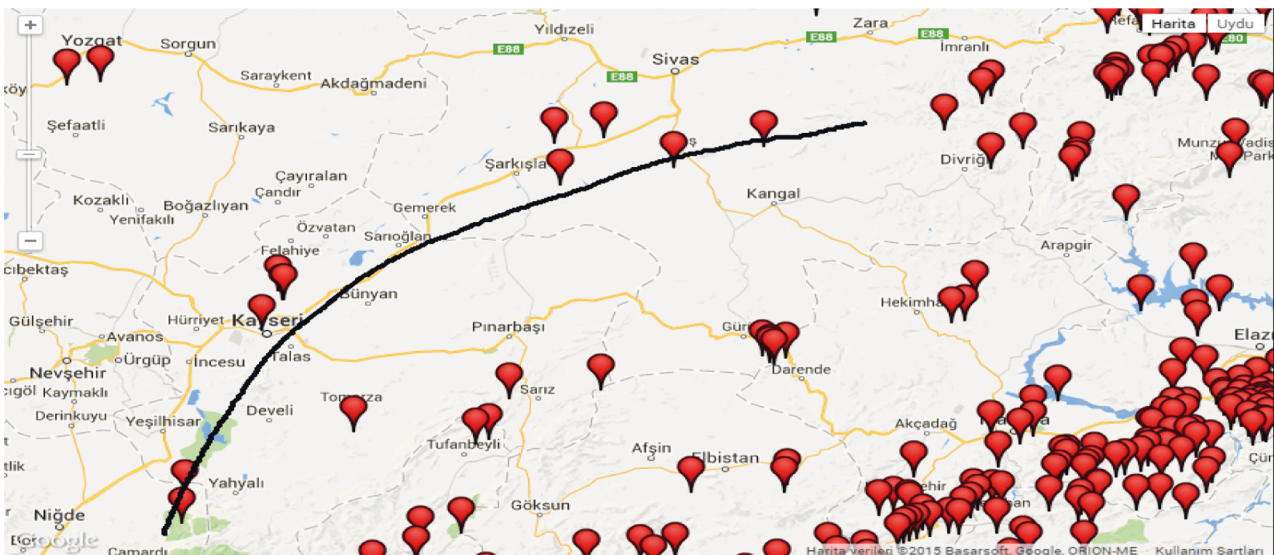 Zara
Harita
Uydu
Yıldızeli
Yozgat
Sorgun
E88
E88
E88
İmranlı
E80
Sivas
Saraykent
Akdağmadeni
Şefaatli
Sarıkaya
Şarkışla
Divriği
Çayıralan
Çandır
Kozaklı
Yenifakılı
Boğazlıyan
Kangal
Gemerek
Özvatan
Sarıoğlan
Felahiye
Arapgir
Bünyan
Hekimhan
Gülşehir
Hürriyet
Kayseri
Pınarbaşı
Avanos
Ürgüp
İncesu
Talas
Nevşehir
Darende
Kaymaklı
Derinkuyu
Sarız
Develi
Tomarza
Yeşilhisar
Akçadağ
Tufanbeyli
Afşin
Elbistan
Yahyalı
Göksun
Niğde
Google
Camardı
Harita verileri ©2015 Basarsoft, Google, ORION-ME
Kullanım Şartları